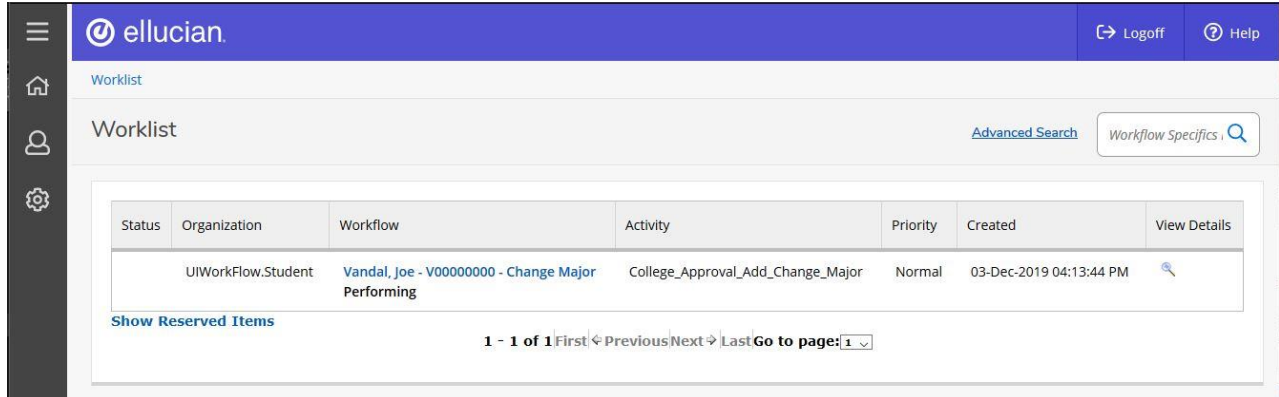 ellucian.
Logoff
Help
Worklist
Worklist
Advanced Search
Workflow Specifics
Status Organization Workflow Activity Priority Created View Details
UIWorkFlow.Student Vandal, Joe - V00000000 - Change Major College_Approval_Add_Change_Major Normal 03-Dec-2019 04:13:44 PM
Performing
Show Reserved Items
1 - 1 of 1 First Previous Next Last Go to page: 1